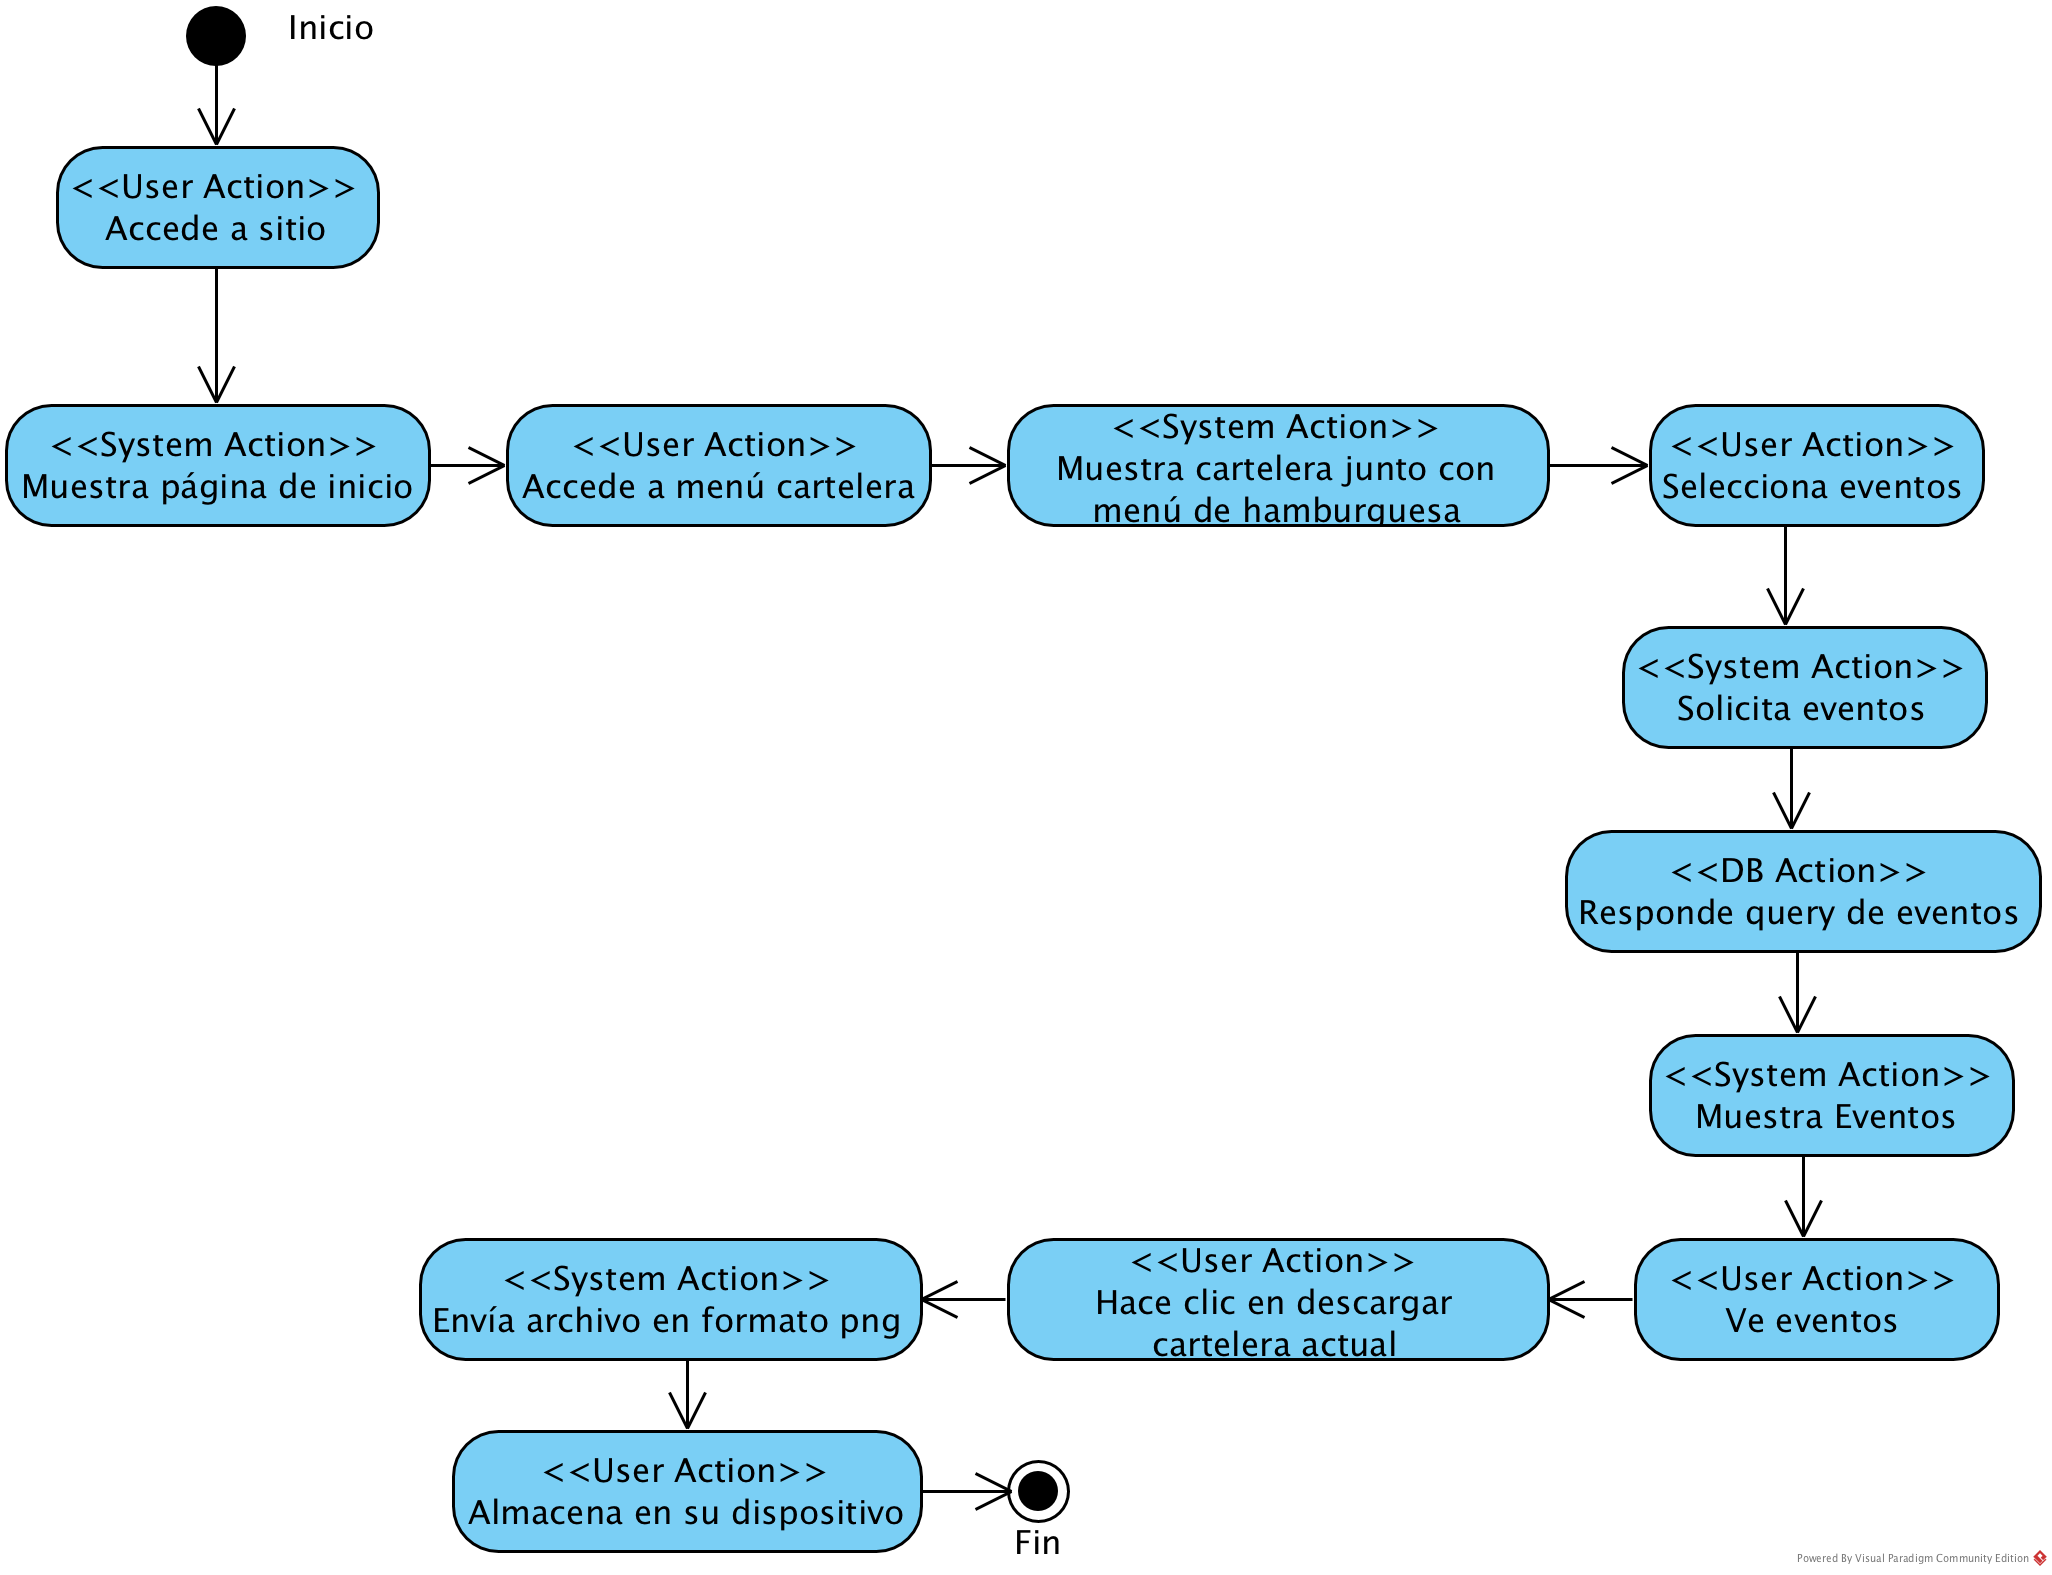 Inicio
<<User Action>>
Accede a sitio
<<System Action>>
Muestra página de inicio
<<User Action>>
Accede a menú cartelera
<<System Action>>
Muestra cartelera junto con
menú de hamburguesa
<<User Action>>
Selecciona eventos
<<System Action>>
Solicita eventos
<<DB Action>>
Responde query de eventos
<<System Action>>
Muestra Eventos
<<User Action>>
Ve eventos
<<User Action>>
Hace clic en descargar
cartelera actual
<<System Action>>
Envía archivo en formato png
<<User Action>>
Almacena en su dispositivo
Fin
Powered By Visual Paradigm Community Edition